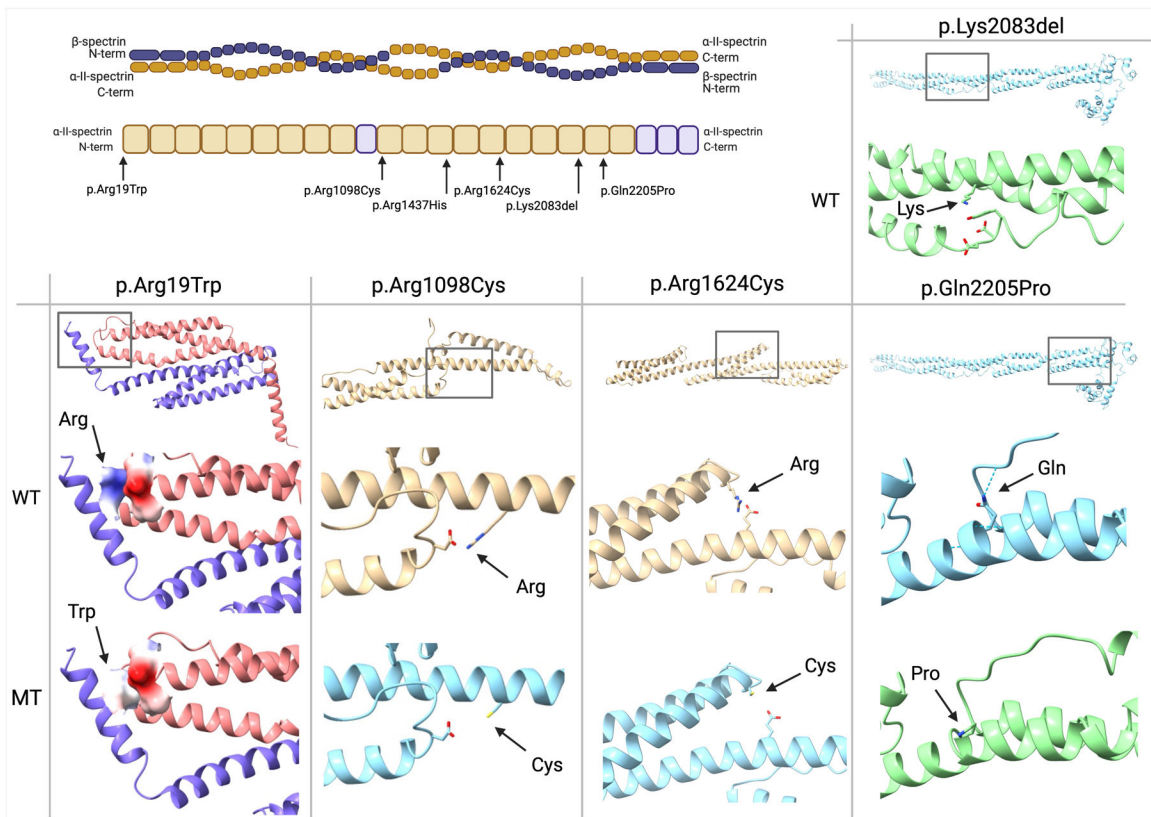 p.Lys2083del
β-spectrin
N-term
α-II-spectrin
C-term
α-II-spectrin
C-term
β-spectrin
N-term
α-II-spectrin
N-term
α-II-spectrin
C-term
p.Arg19Trp
p.Arg1098Cys
p.Arg1437His
p.Arg1624Cys
p.Lys2083del
p.Gln2205Pro
WT
Lys
p.Arg19Trp
p.Arg1098Cys
p.Arg1624Cys
p.Gln2205Pro
WT
Arg
Arg
Arg
Gln
MT
Trp
Cys
Cys
Pro